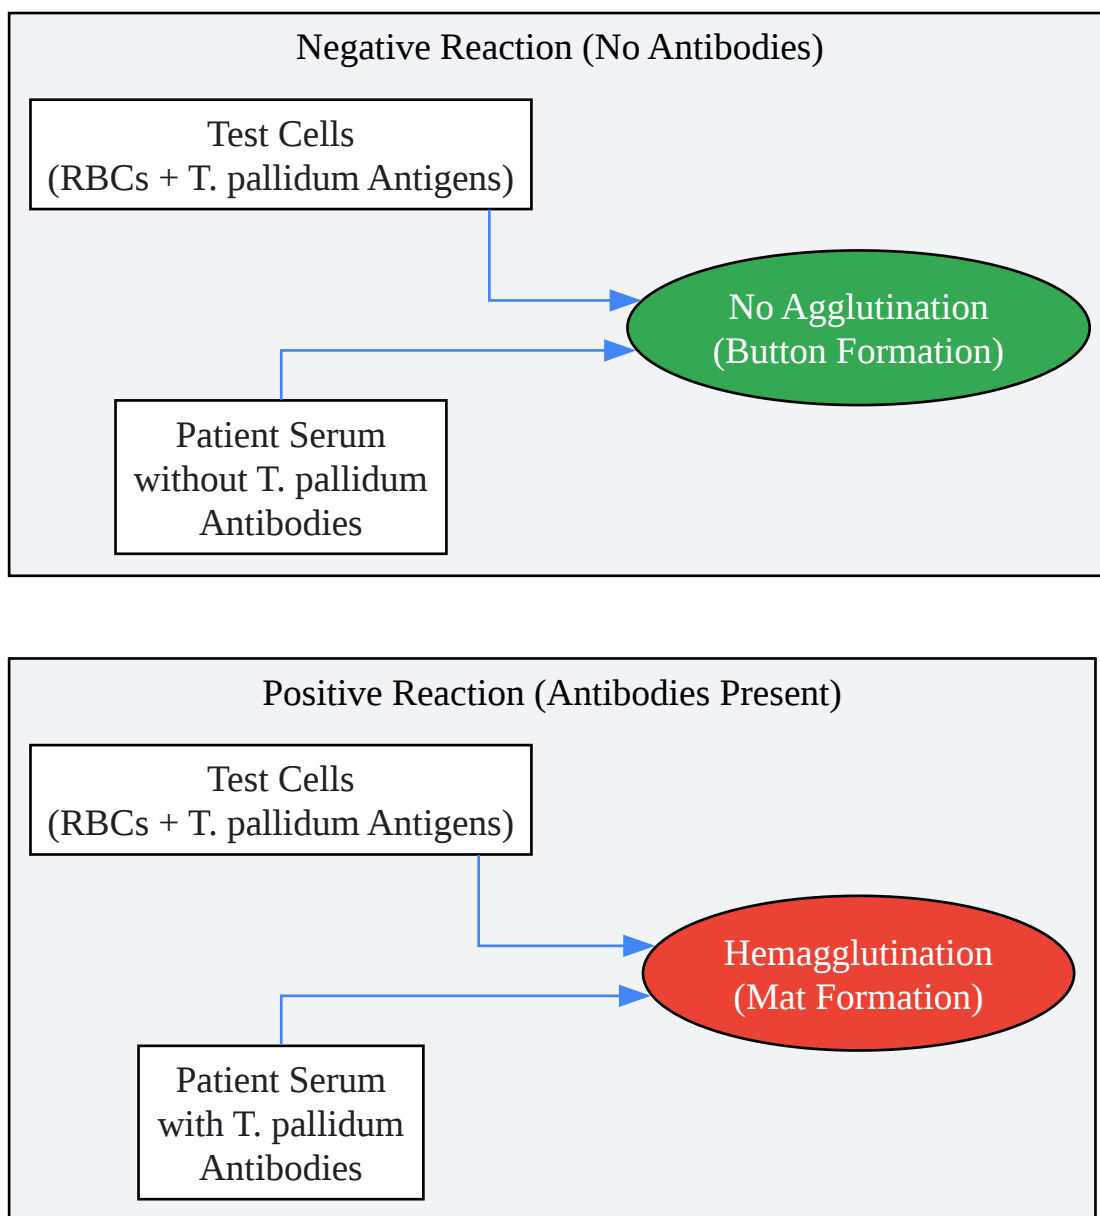 Negative Reaction (No Antibodies)
Test Cells
(RBCs + T. pallidum Antigens)
No Agglutination
(Button Formation)
Patient Serum
without T. pallidum
Antibodies
Positive Reaction (Antibodies Present)
Test Cells
(RBCs + T. pallidum Antigens)
Hemagglutination
(Mat Formation)
Patient Serum
with T. pallidum
Antibodies